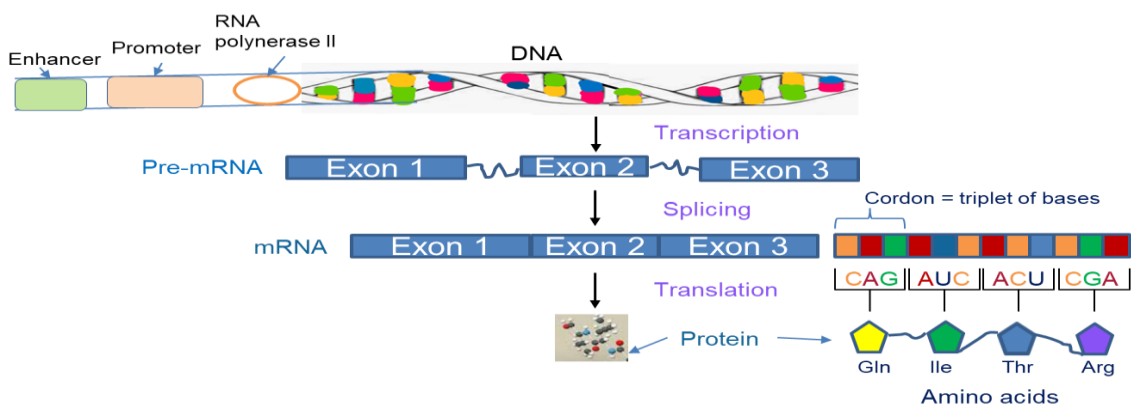 RNA
polynerase II
Enhancer
Promoter
DNA
Transcription
Pre-mRNA
Exon 1
Exon 2
Exon 3
Splicing
Cordon = triplet of bases
mRNA
Exon 1
Exon 2
Exon 3
CAG
AUC
ACU
CGA
Translation
Protein
Gln
Ile
Thr
Arg
Amino acids